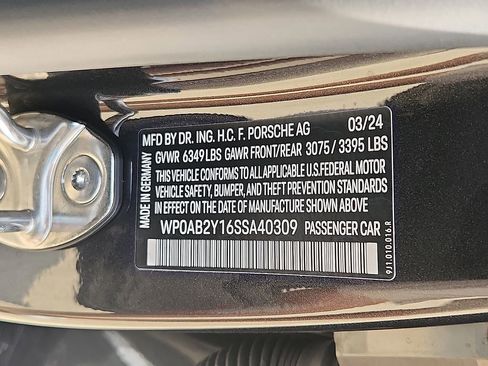 MFD BY DR. ING. H.C. F. PORSCHE AG 03/24
GVWR 6349 LBS GAWR FRONT/REAR 3075 / 3395 LBS
THIS VEHICLE CONFORMS TO ALL APPLICABLE U.S.FEDERAL MOTOR
VEHICLE SAFETY, BUMPER, AND THEFT PREVENTION STANDARDS
IN EFFECT ON THE DATE OF MANUFACTURE SHOWN ABOVE
WP0AB2Y16SSA40309 PASSENGER CAR
MADE IN GERMANY
911.010.016.R